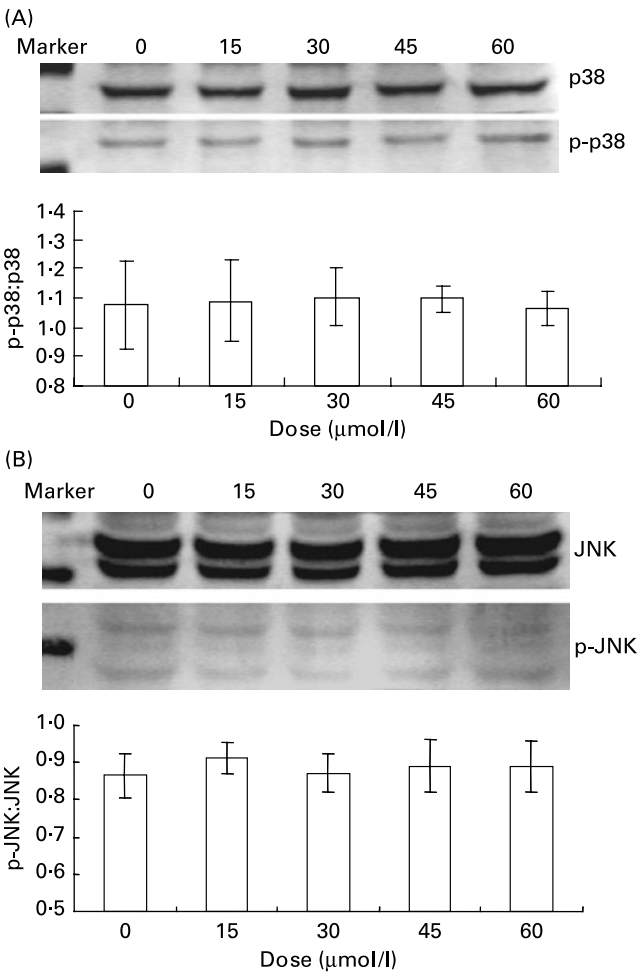 (A)
Marker 0 15 30 45 60
p38
p-p38
1·4
1·3
1·2
1·1
1·0
0·9
0·8
p-p38:p38
0 15 30 45 60
Dose (μmol/l)
(B)
Marker 0 15 30 45 60
JNK
p-JNK
1·0
0·9
0·8
0·7
0·6
0·5
p-JNK:JNK
0 15 30 45 60
Dose (μmol/l)